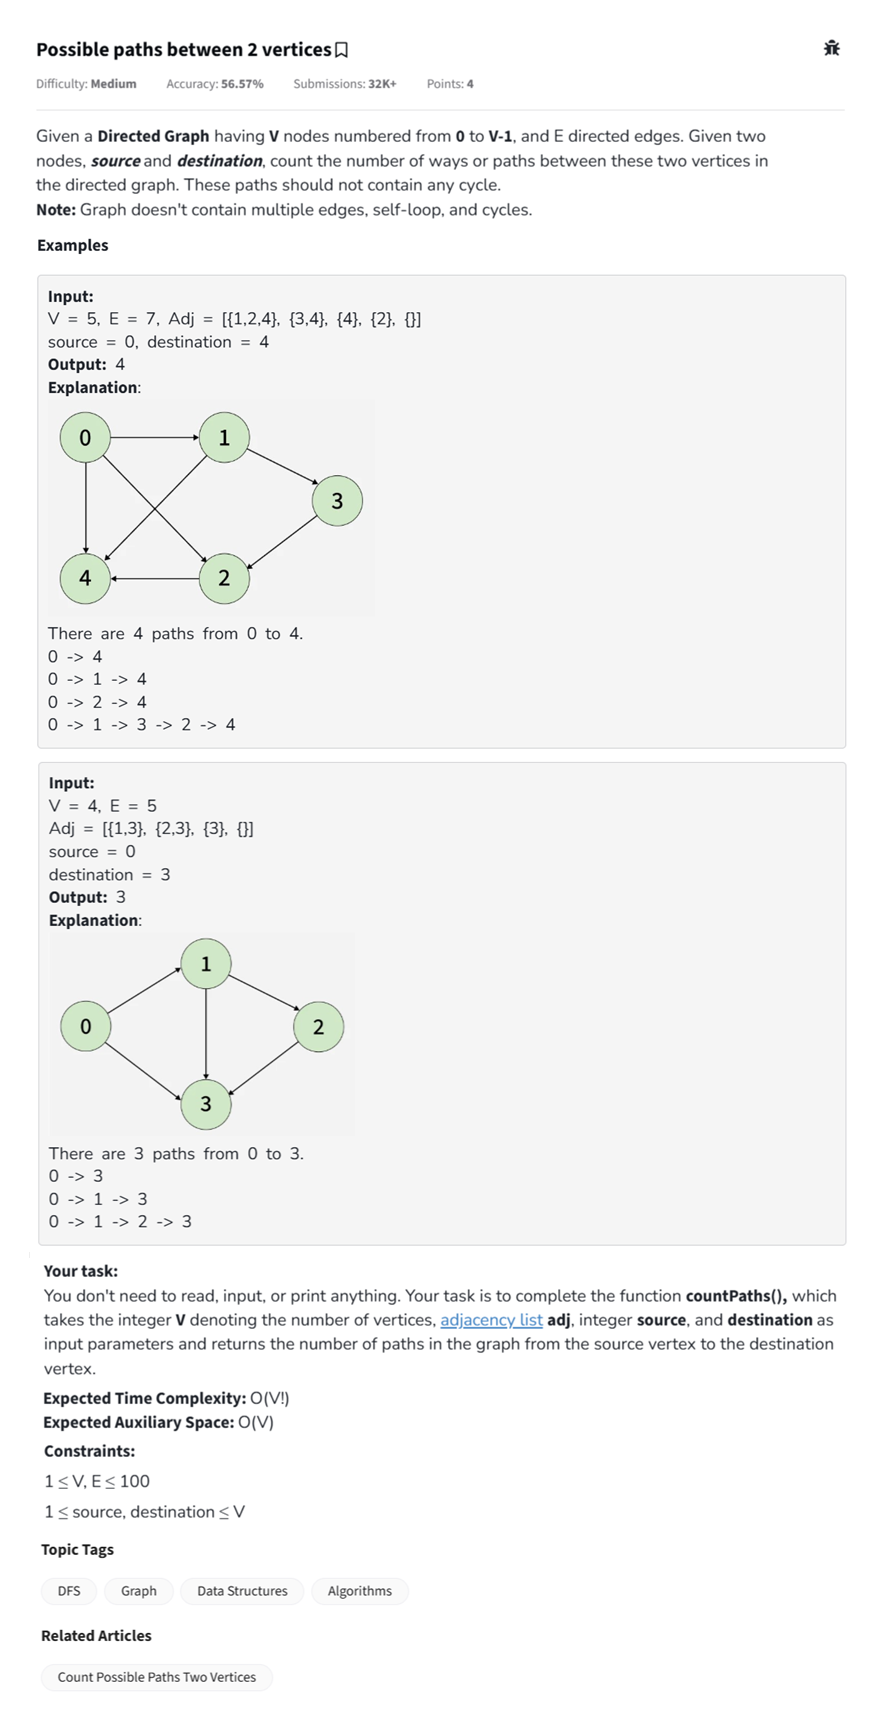 Possible paths between 2 vertices
Difficulty: Medium Accuracy: 56.57% Submissions: 32K+ Points: 4
Given a Directed Graph having V nodes numbered from 0 to V-1, and E directed edges. Given two
nodes, source and destination, count the number of ways or paths between these two vertices in
the directed graph. These paths should not contain any cycle.
Note: Graph doesn't contain multiple edges, self-loop, and cycles.
Examples
Input:
V = 5, E = 7, Adj = [{1,2,4}, {3,4}, {4}, {2}, {}]
source = 0, destination = 4
Output: 4
Explanation:
0 1
3
4 2
There are 4 paths from 0 to 4.
0 -> 4
0 -> 1 -> 4
0 -> 2 -> 4
0 -> 1 -> 3 -> 2 -> 4
Input:
V = 4, E = 5
Adj = [{1,3}, {2,3}, {3}, {}]
source = 0
destination = 3
Output: 3
Explanation:
1
0 2
3
There are 3 paths from 0 to 3.
0 -> 3
0 -> 1 -> 3
0 -> 1 -> 2 -> 3
Your task:
You don't need to read, input, or print anything. Your task is to complete the function countPaths(), which
takes the integer V denoting the number of vertices, adjacency list adj, integer source, and destination as
input parameters and returns the number of paths in the graph from the source vertex to the destination
vertex.
Expected Time Complexity: O(V!)
Expected Auxiliary Space: O(V)
Constraints:
1 ≤ V, E ≤ 100
1 ≤ source, destination ≤ V
Topic Tags
DFS Graph Data Structures Algorithms
Related Articles
Count Possible Paths Two Vertices